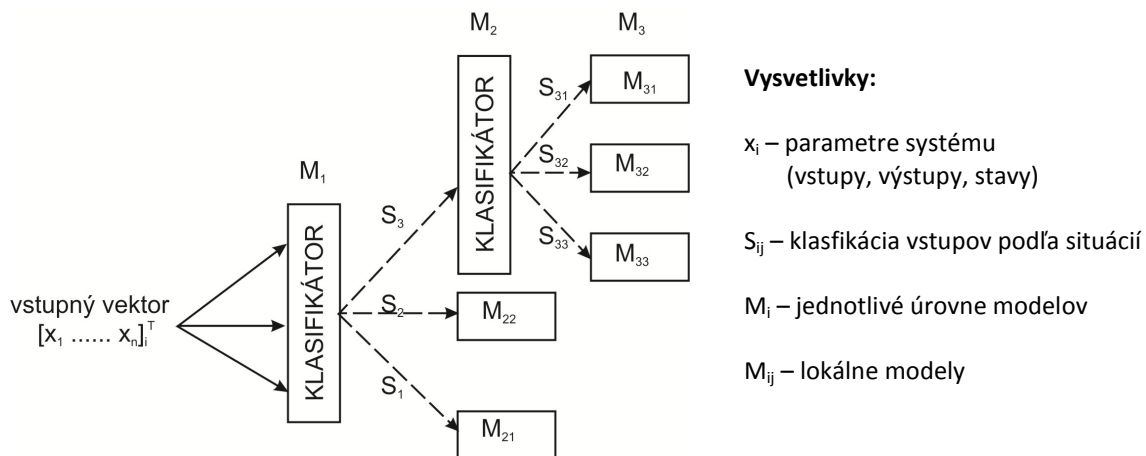 M₂
M₃
M₁
vstupný vektor
[x₁ ...... xₙ]ᵢᵀ
KLASIFIKÁTOR
S₃
S₂
S₁
KLASIFIKÁTOR
M₂₂
M₂₁
S₃₁
S₃₂
S₃₃
M₃₁
M₃₂
M₃₃
Vysvetlivky:
xᵢ – parametre systému
(vstupy, výstupy, stavy)
Sᵢⱼ – klasfikácia vstupov podľa situácií
Mᵢ – jednotlivé úrovne modelov
Mᵢⱼ – lokálne modely